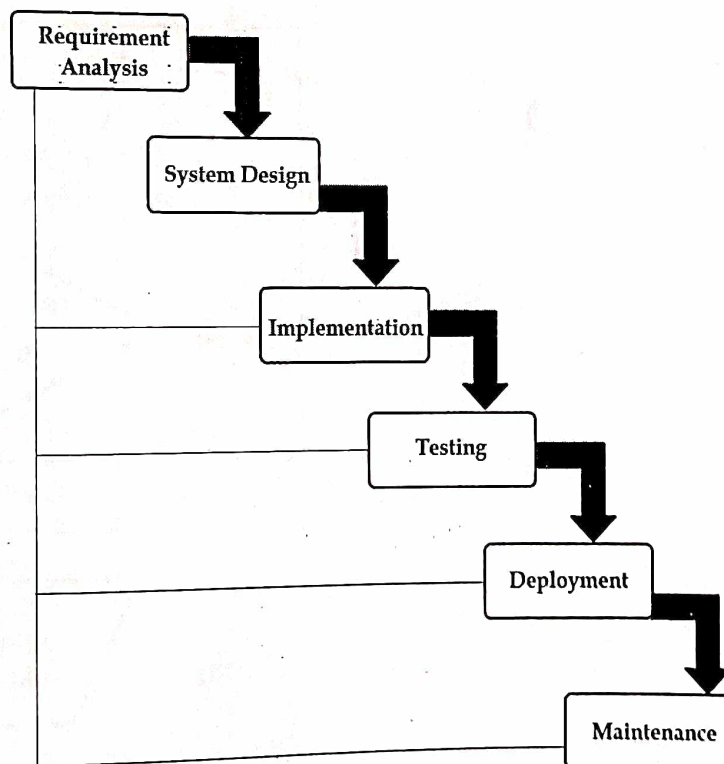 Requirement
Analysis
System Design
Implementation
Testing
Deployment
Maintenance